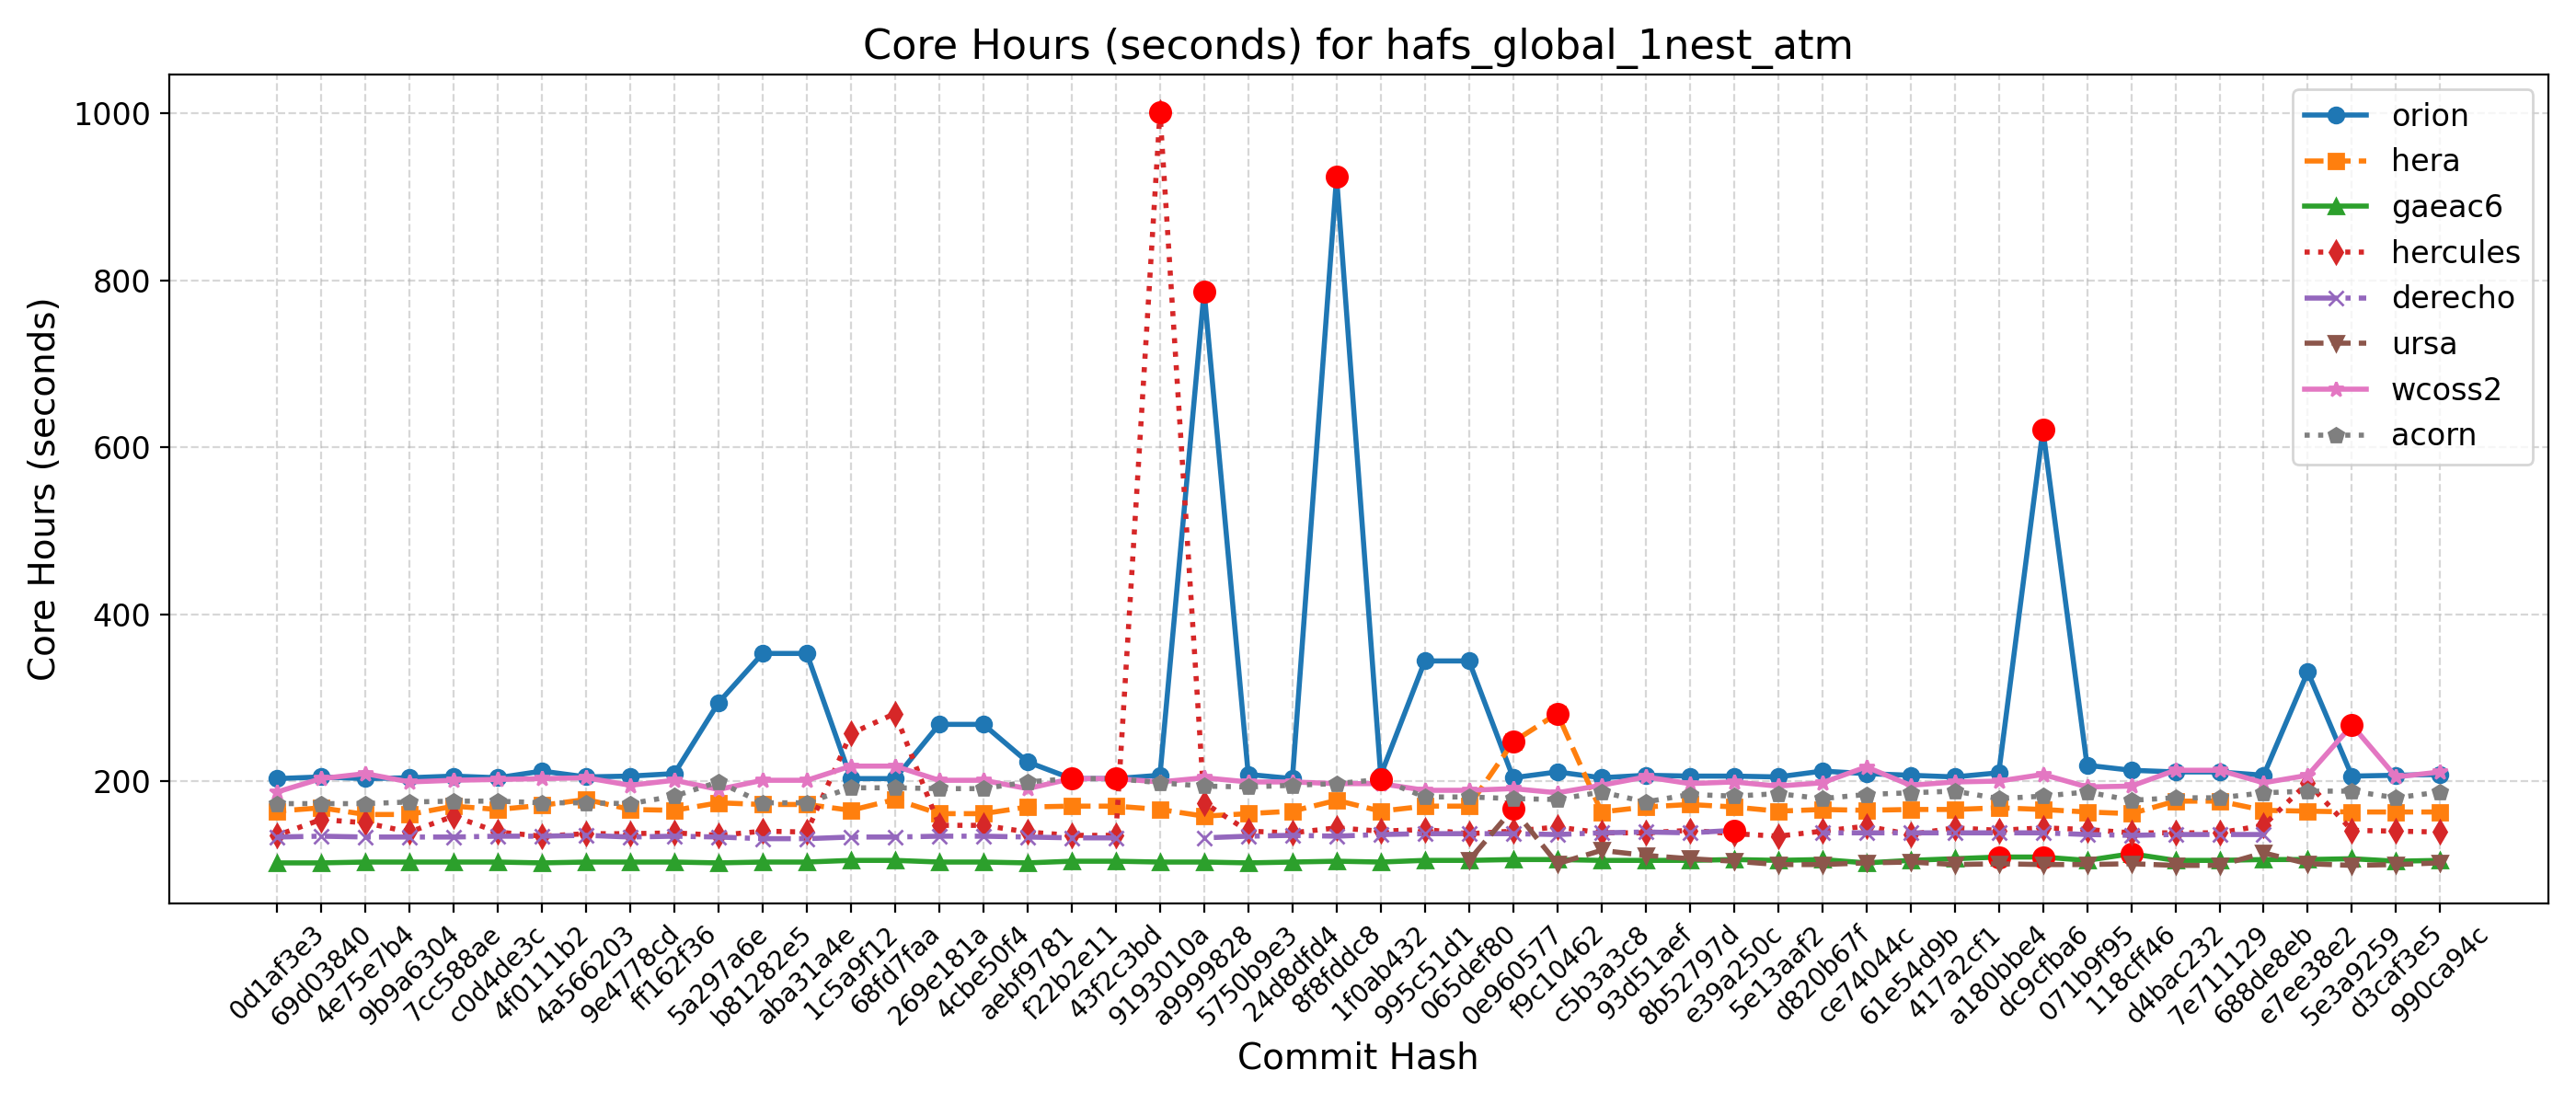 Core Hours (seconds) for hafs_global_1nest_atm
Core Hours (seconds)
1000
800
600
400
200
orion
hera
gaeac6
hercules
derecho
ursa
wcoss2
acorn
0d1af3e3
69d03840
4e75e7b4
9b9a6304
7cc588ae
c0d4de3c
4f0111b2
4a566203
9e4778cd
ff162f36
5a297a6e
b81282e5
aba31a4e
1c5a9f12
68fd7faa
269e181a
4cbe50f4
aebf9781
f22b2e11
43f2c3bd
9193010a
a9999828
5750b9e3
24d8dfd4
8f8fddc8
1f0ab432
995c51d1
065def80
0e960577
f9c10462
c5b3a3c8
93d51aef
8b52797d
e39a250c
5e13aaf2
d820b67f
ce74044c
61e54d9b
417a2cf1
a180bbe4
dc9cfba6
071b9f95
118cff46
d4bac232
7e711129
688de8eb
e7ee38e2
5e3a9259
d3caf3e5
990ca94c
Commit Hash